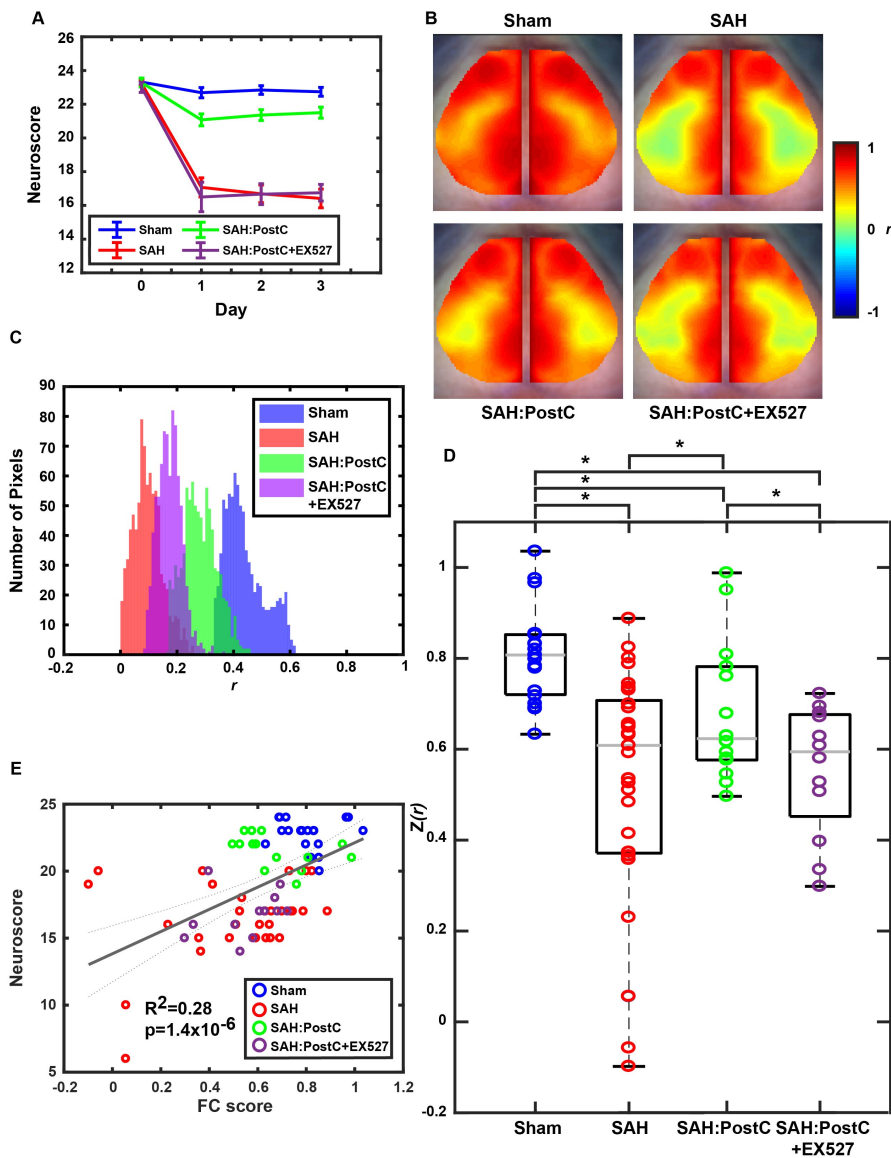 A
26
24
22
20
18
16
14
12
Neuroscore
0
1
2
3
Day
Sham
SAH:PostC
SAH
SAH:PostC+EX527
B
Sham
SAH
SAH:PostC
SAH:PostC+EX527
1
0
-1
r
C
90
80
70
60
50
40
30
20
10
0
Number of Pixels
-0.2
0
0.2
0.4
0.6
0.8
1
r
Sham
SAH
SAH:PostC
SAH:PostC
+EX527
D
*
*
*
*
*
1
0.8
0.6
0.4
0.2
0
-0.2
Z(r)
Sham
SAH
SAH:PostC
SAH:PostC
+EX527
E
25
20
15
10
5
Neuroscore
-0.2
0
0.2
0.4
0.6
0.8
1
1.2
FC score
R2=0.28
p=1.4x10-6
Sham
SAH
SAH:PostC
SAH:PostC+EX527